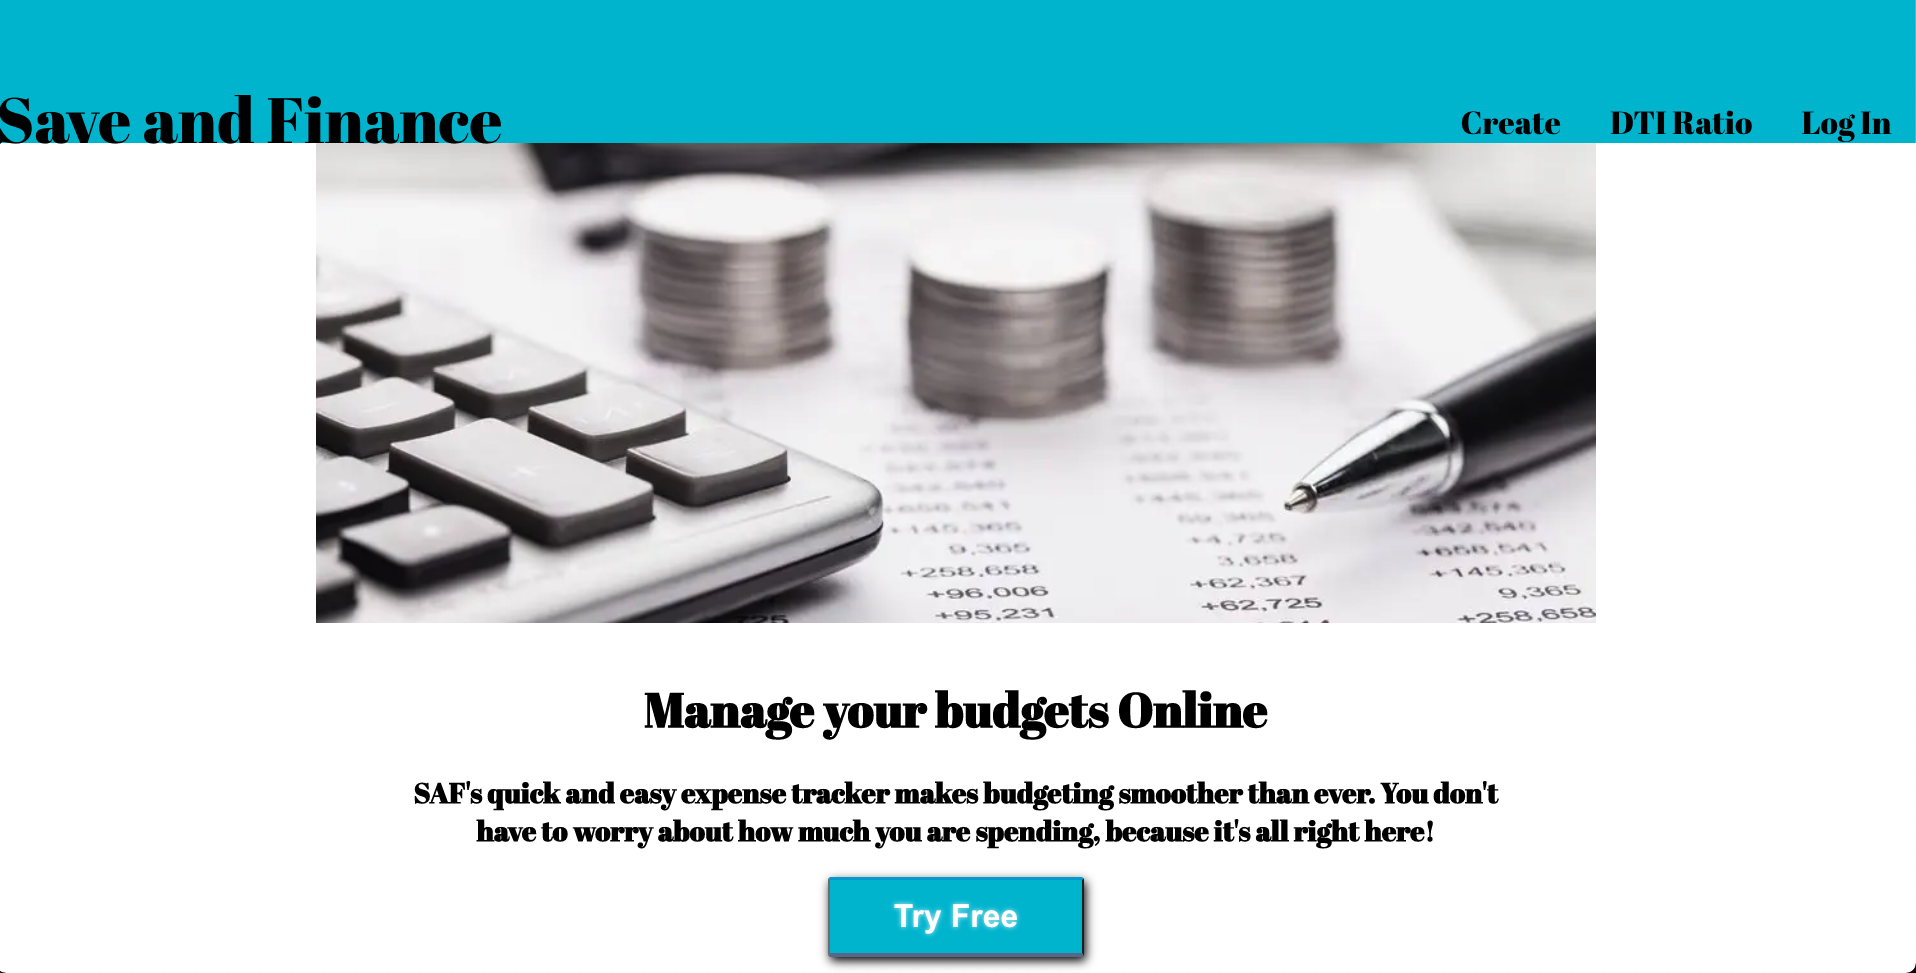 Save and Finance
Create
DTI Ratio
Log In
9,365
+258,658
+96,006
+95,231
+4,725
3,658
+62,367
+62,725
+658,541
+145,365
9,365
+258,658
Manage your budgets Online
SAF's quick and easy expense tracker makes budgeting smoother than ever. You don't
have to worry about how much you are spending, because it's all right here!
Try Free